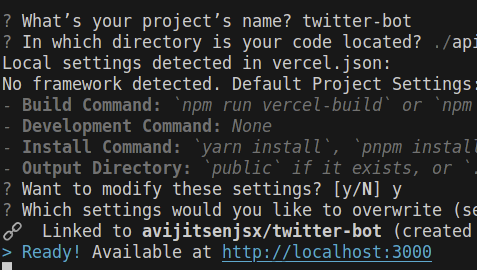 ? What's your project's name? twitter-bot
? In which directory is your code located? ./api
Local settings detected in vercel.json:
No framework detected. Default Project Settings:
- Build Command: `npm run vercel-build` or `npm
- Development Command: None
- Install Command: `yarn install`, `pnpm install
- Output Directory: `public` if it exists, or `.
? Want to modify these settings? [y/N] y
? Which settings would you like to overwrite (se
🔗 Linked to avijitsenjsx/twitter-bot (created
> Ready! Available at http://localhost:3000